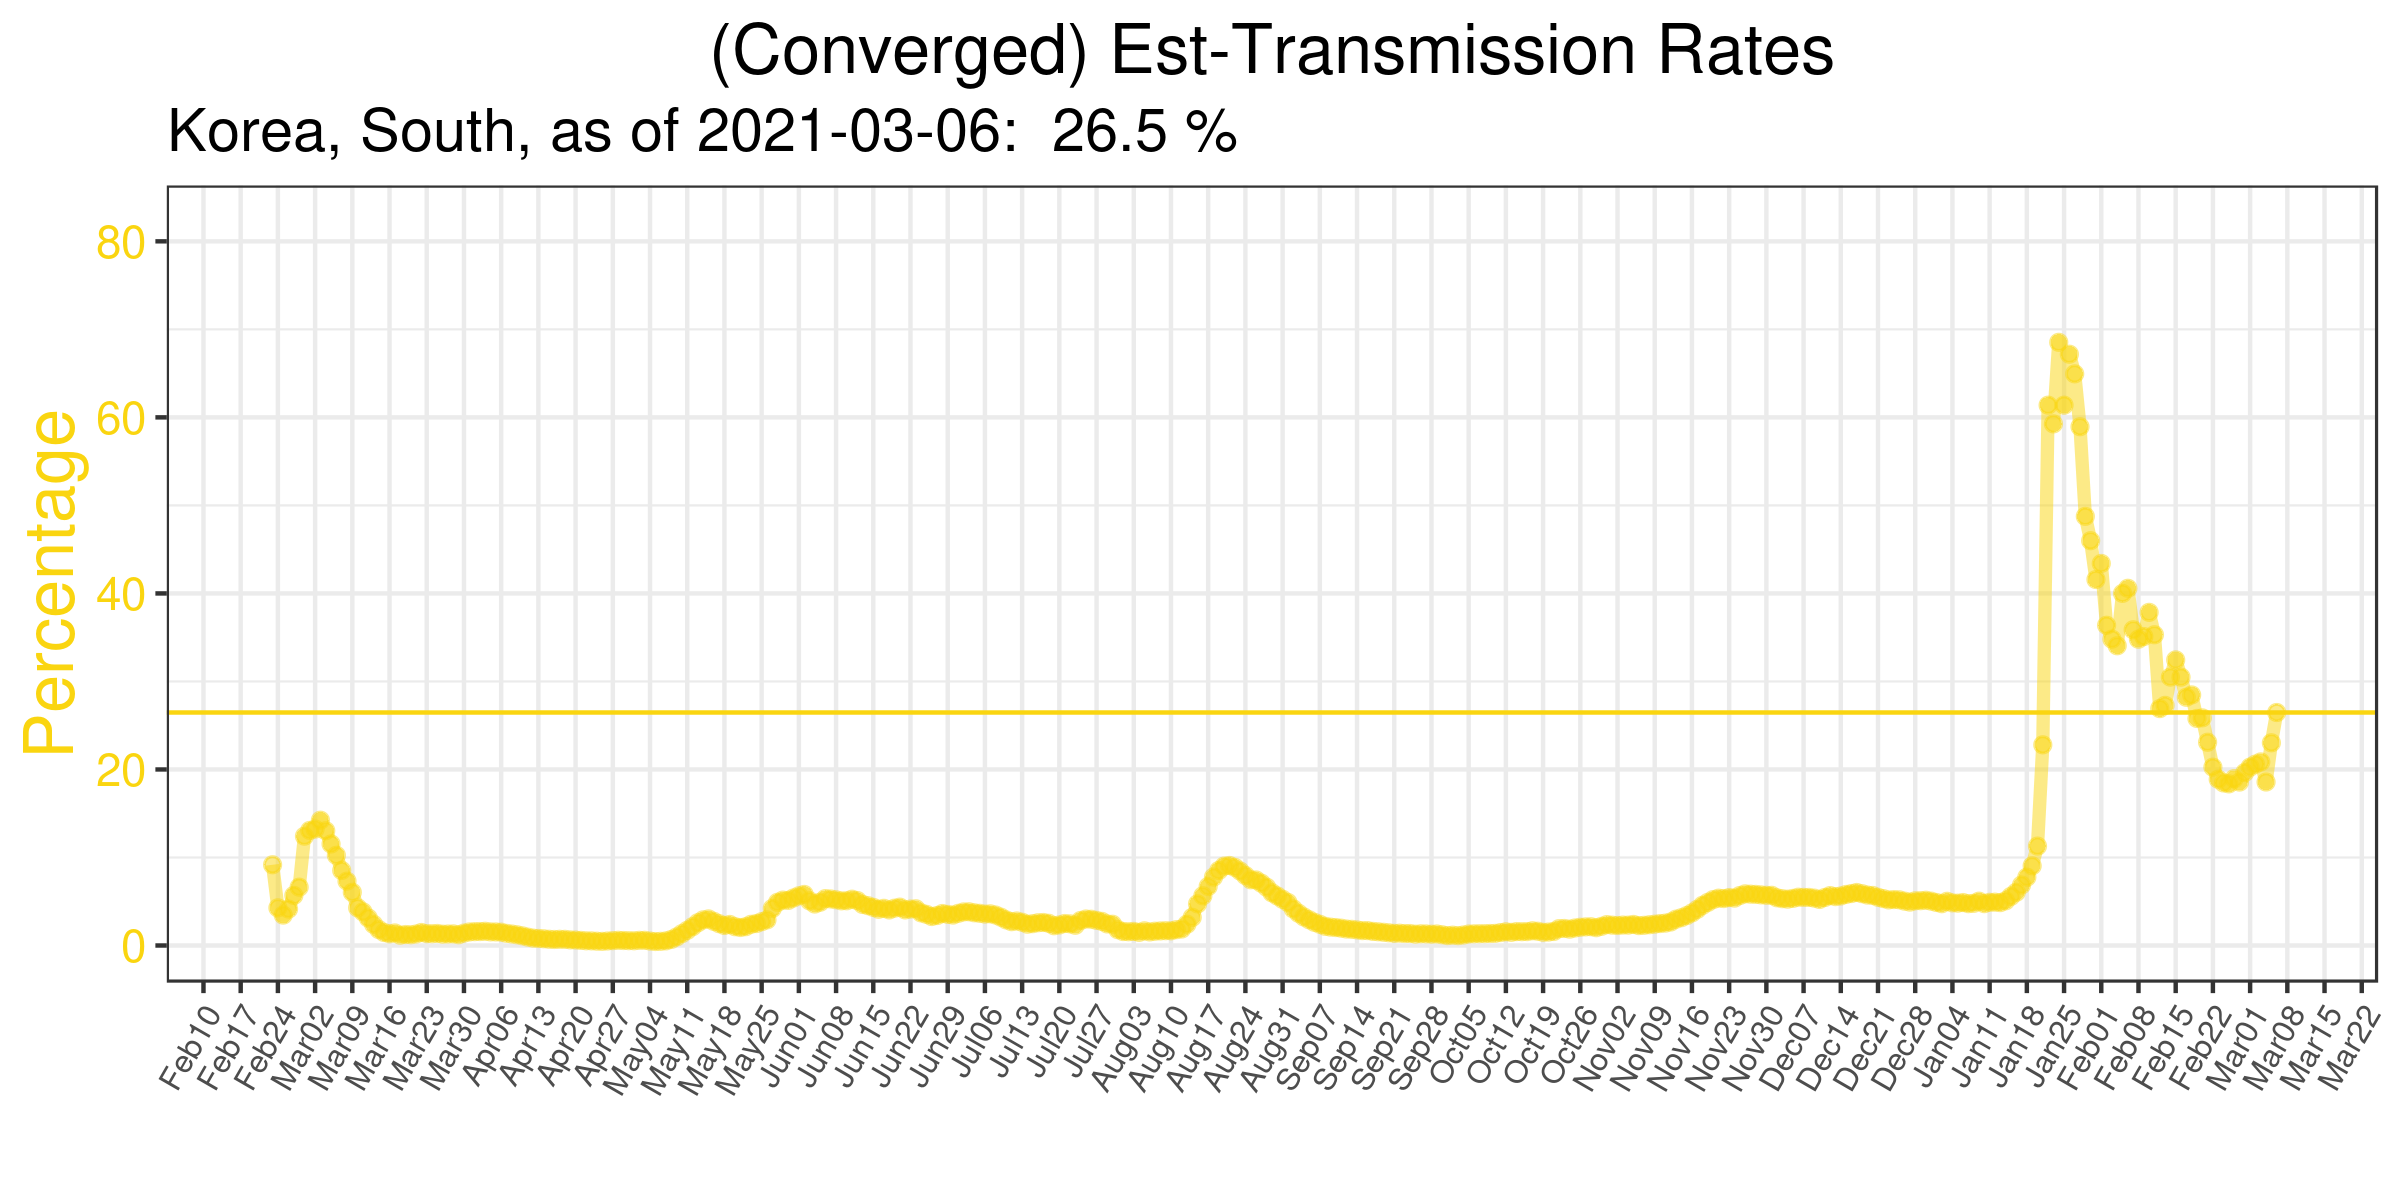 (Converged) Est-Transmission Rates
Korea, South, as of 2021-03-06:  26.5 %
Percentage
80
60
40
20
0
Feb10
Feb17
Feb24
Mar02
Mar09
Mar16
Mar23
Mar30
Apr06
Apr13
Apr20
Apr27
May04
May11
May18
May25
Jun01
Jun08
Jun15
Jun22
Jun29
Jul06
Jul13
Jul20
Jul27
Aug03
Aug10
Aug17
Aug24
Aug31
Sep07
Sep14
Sep21
Sep28
Oct05
Oct12
Oct19
Oct26
Nov02
Nov09
Nov16
Nov23
Nov30
Dec07
Dec14
Dec21
Dec28
Jan04
Jan11
Jan18
Jan25
Feb01
Feb08
Feb15
Feb22
Mar01
Mar08
Mar15
Mar22